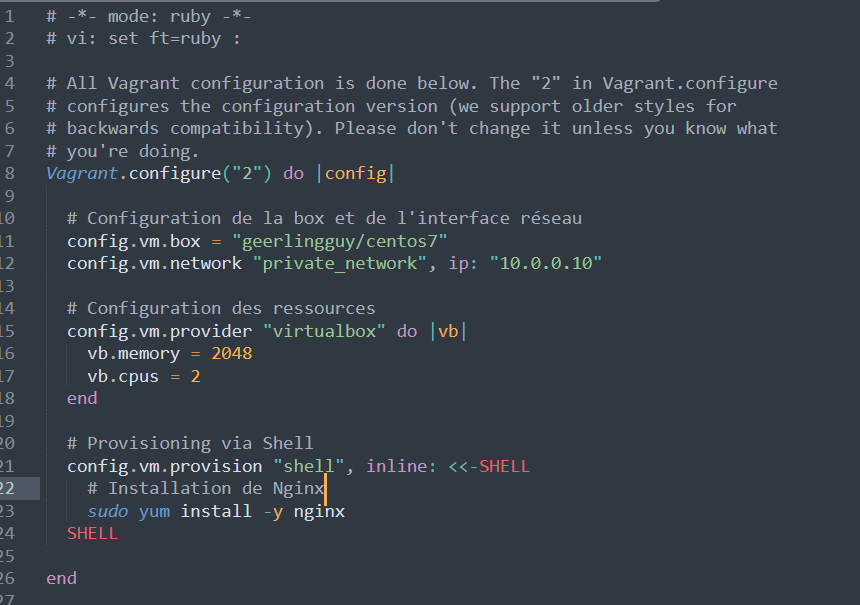 1 # -*- mode: ruby -*-
2 # vi: set ft=ruby :
3
4 # All Vagrant configuration is done below. The "2" in Vagrant.configure
5 # configures the configuration version (we support older styles for
6 # backwards compatibility). Please don't change it unless you know what
7 # you're doing.
8 Vagrant.configure("2") do |config|
9
10   # Configuration de la box et de l'interface réseau
11   config.vm.box = "geerlingguy/centos7"
12   config.vm.network "private_network", ip: "10.0.0.10"
13
14   # Configuration des ressources
15   config.vm.provider "virtualbox" do |vb|
16     vb.memory = 2048
17     vb.cpus = 2
18   end
19
20   # Provisioning via Shell
21   config.vm.provision "shell", inline: <<-SHELL
22     # Installation de Nginx
23     sudo yum install -y nginx
24   SHELL
25
26 end
27